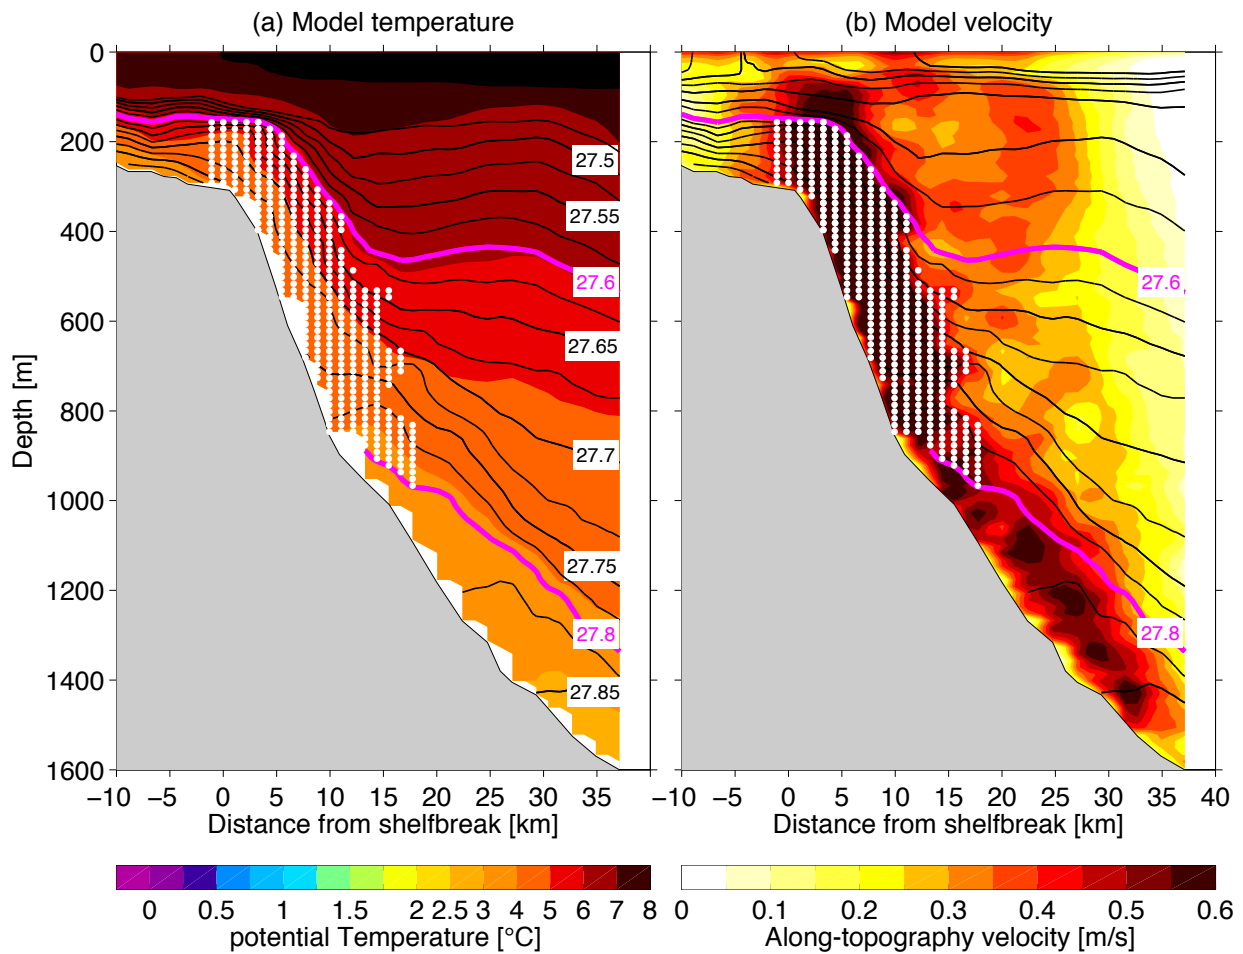 (a) Model temperature
(b) Model velocity
0
200
400
600
800
1000
1200
1400
1600
Depth [m]
27.5
27.55
27.6
27.65
27.7
27.75
27.8
27.85
27.6
27.8
−10 −5 0 5 10 15 20 25 30 35
−10 −5 0 5 10 15 20 25 30 35 40
Distance from shelfbreak [km]
Distance from shelfbreak [km]
0 0.5 1 1.5 2 2.5 3 4 5 6 7 8
potential Temperature [°C]
0 0.1 0.2 0.3 0.4 0.5 0.6
Along-topography velocity [m/s]